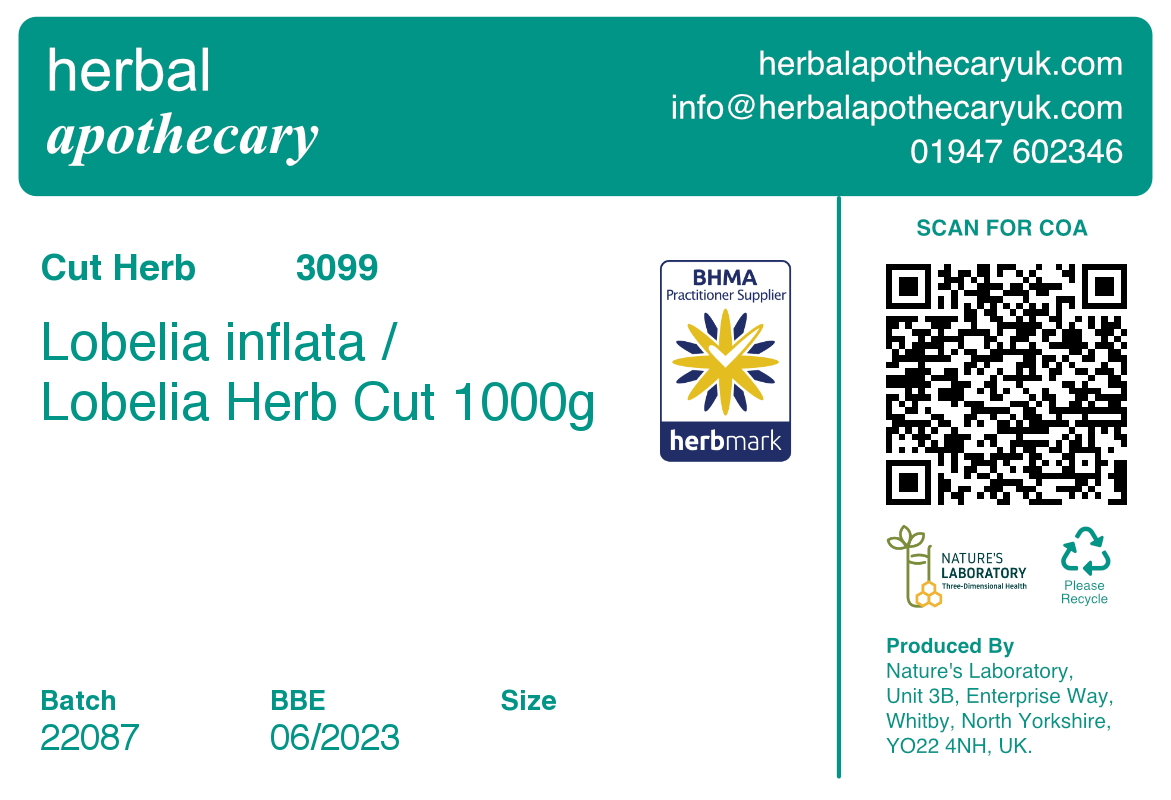 herbal
apothecary
herbalapothecaryuk.com
info@herbalapothecaryuk.com
01947 602346
Cut Herb 3099
Lobelia inflata /
Lobelia Herb Cut 1000g
BHMA
Practitioner Supplier
herbmark
SCAN FOR COA
NATURE'S
LABORATORY
Three-Dimensional Health
Please
Recycle
Produced By
Nature's Laboratory,
Unit 3B, Enterprise Way,
Whitby, North Yorkshire,
YO22 4NH, UK.
Batch BBE Size
22087 06/2023